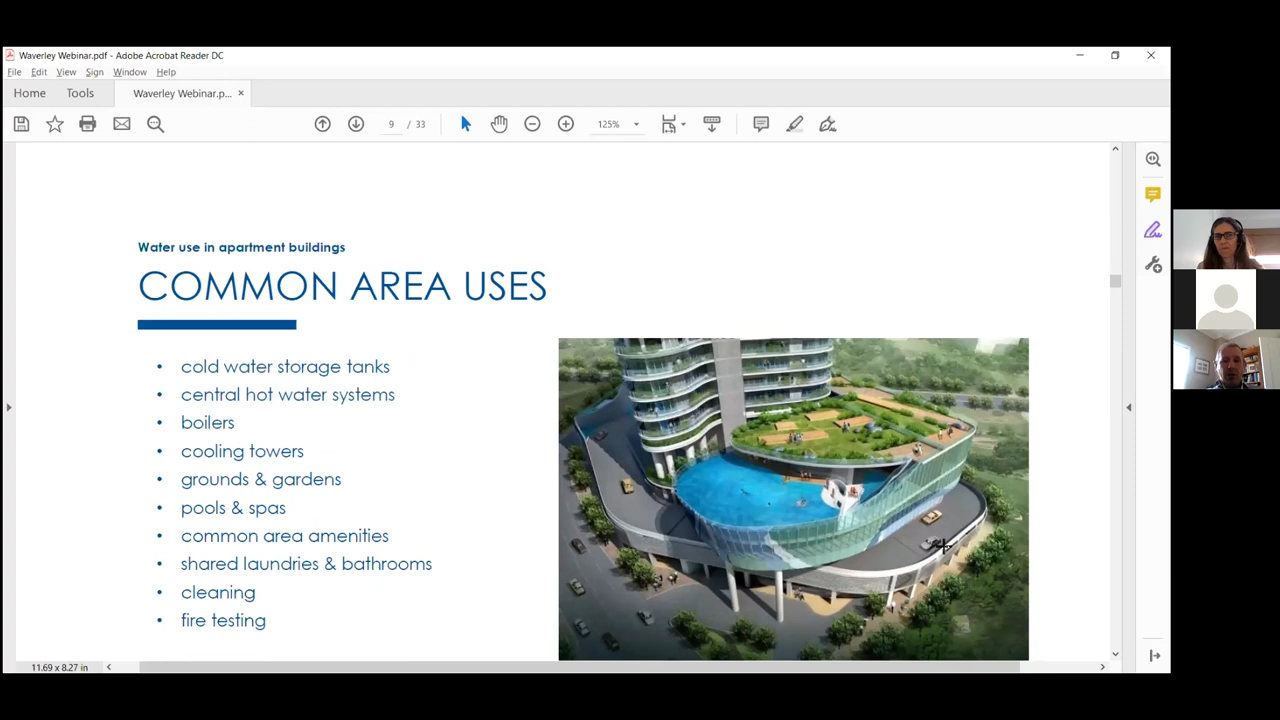 Waverley Webinar.pdf - Adobe Acrobat Reader DC
File Edit View Sign Window Help
Home Tools Waverley Webinar.p... ×
9 / 33 125%
Water use in apartment buildings
COMMON AREA USES
• cold water storage tanks
• central hot water systems
• boilers
• cooling towers
• grounds & gardens
• pools & spas
• common area amenities
• shared laundries & bathrooms
• cleaning
• fire testing
11.69 x 8.27 in